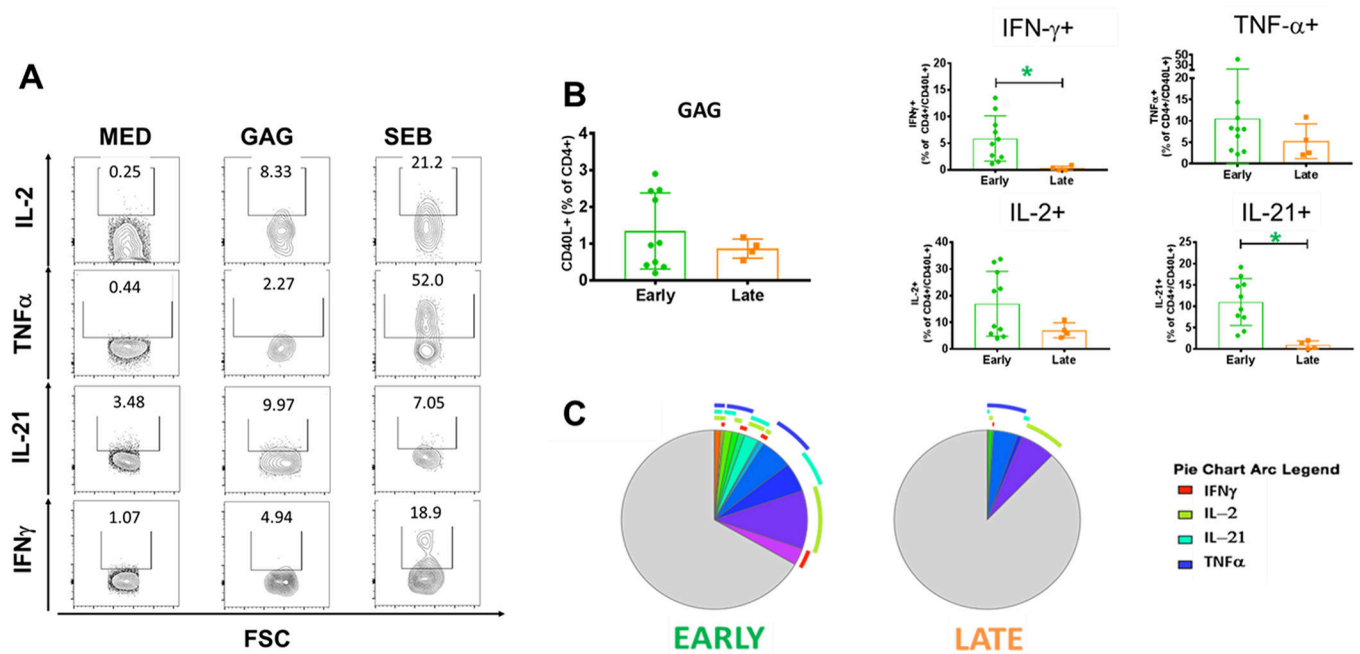 A
MED GAG SEB
IL-2
0.25 8.33 21.2
TNFα
0.44 2.27 52.0
IL-21
3.48 9.97 7.05
IFNγ
1.07 4.94 18.9
FSC
B
GAG
CD40L+ (% of CD4+)
4
3
2
1
0
Early Late
IFN-γ+
IFNγ+
(% of CD4+/CD40L+)
20
15
10
5
0
*
Early Late
TNF-α+
TNFα+
(% of CD4+/CD40L+)
50
30
20
15
10
5
0
Early Late
IL-2+
IL-2+
(% of CD4+/CD40L+)
40
30
20
10
0
Early Late
IL-21+
IL-21+
(% of CD4+/CD40L+)
25
20
15
10
5
0
*
Early Late
C
EARLY LATE
Pie Chart Arc Legend
IFNγ
IL-2
IL-21
TNFα